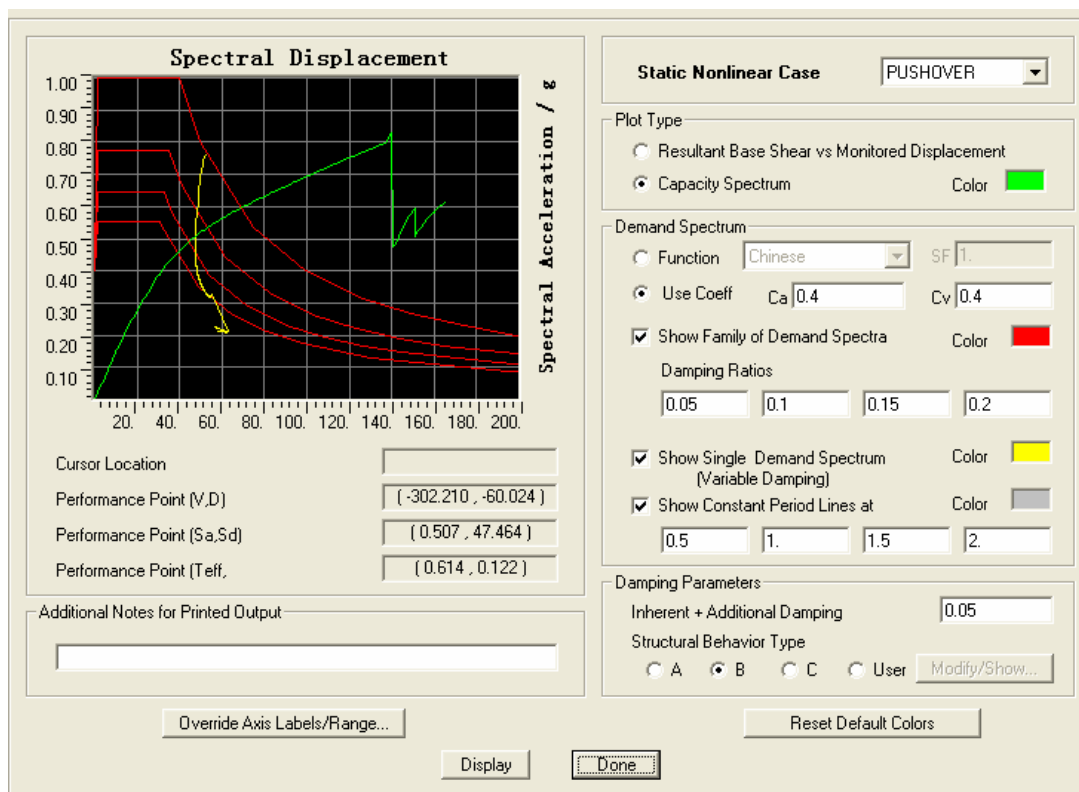 Spectral Displacement
1.00
0.90
0.80
0.70
0.60
0.50
0.40
0.30
0.20
0.10
20. 40. 60. 80. 100. 120. 140. 160. 180. 200.
Spectral Acceleration / g
Cursor Location
Performance Point (V,D) ( -302.210 , -60.024 )
Performance Point (Sa,Sd) ( 0.507 , 47.464 )
Performance Point (Teff, ( 0.614 , 0.122 )
Additional Notes for Printed Output
Override Axis Labels/Range...
Static Nonlinear Case PUSHOVER
Plot Type
Resultant Base Shear vs Monitored Displacement
Capacity Spectrum Color
Demand Spectrum
Function Chinese SF 1.
Use Coeff Ca 0.4 Cv 0.4
Show Family of Demand Spectra Color
Damping Ratios
0.05 0.1 0.15 0.2
Show Single Demand Spectrum Color
(Variable Damping)
Show Constant Period Lines at Color
0.5 1. 1.5 2.
Damping Parameters
Inherent + Additional Damping 0.05
Structural Behavior Type
A B C User Modify/Show...
Reset Default Colors
Display Done